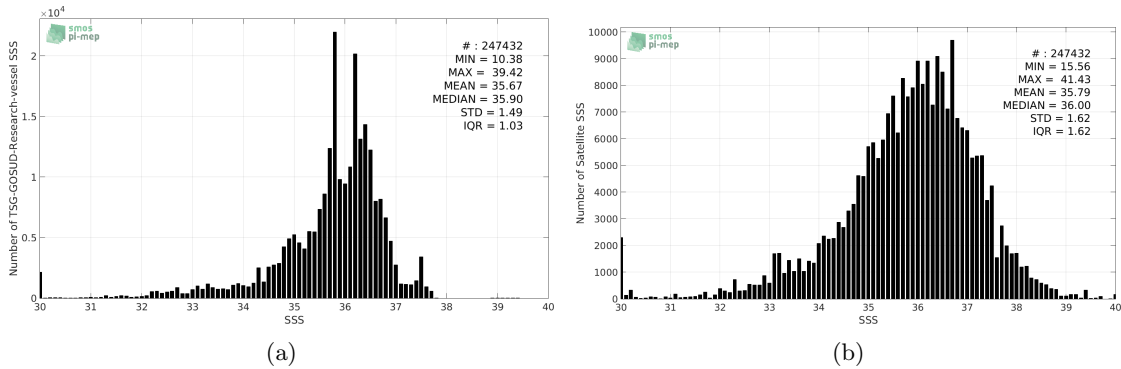 ×10⁴
smos
pi-mep
# : 247432
MIN = 10.38
MAX = 39.42
MEAN = 35.67
MEDIAN = 35.90
STD = 1.49
IQR = 1.03
Number of TSG-GOSUD-Research-vessel SSS
2
1.5
1
0.5
0
30 31 32 33 34 35 36 37 38 39 40
SSS
(a)
smos
pi-mep
# : 247432
MIN = 15.56
MAX = 41.43
MEAN = 35.79
MEDIAN = 36.00
STD = 1.62
IQR = 1.62
Number of Satellite SSS
10000
9000
8000
7000
6000
5000
4000
3000
2000
1000
0
30 31 32 33 34 35 36 37 38 39 40
SSS
(b)